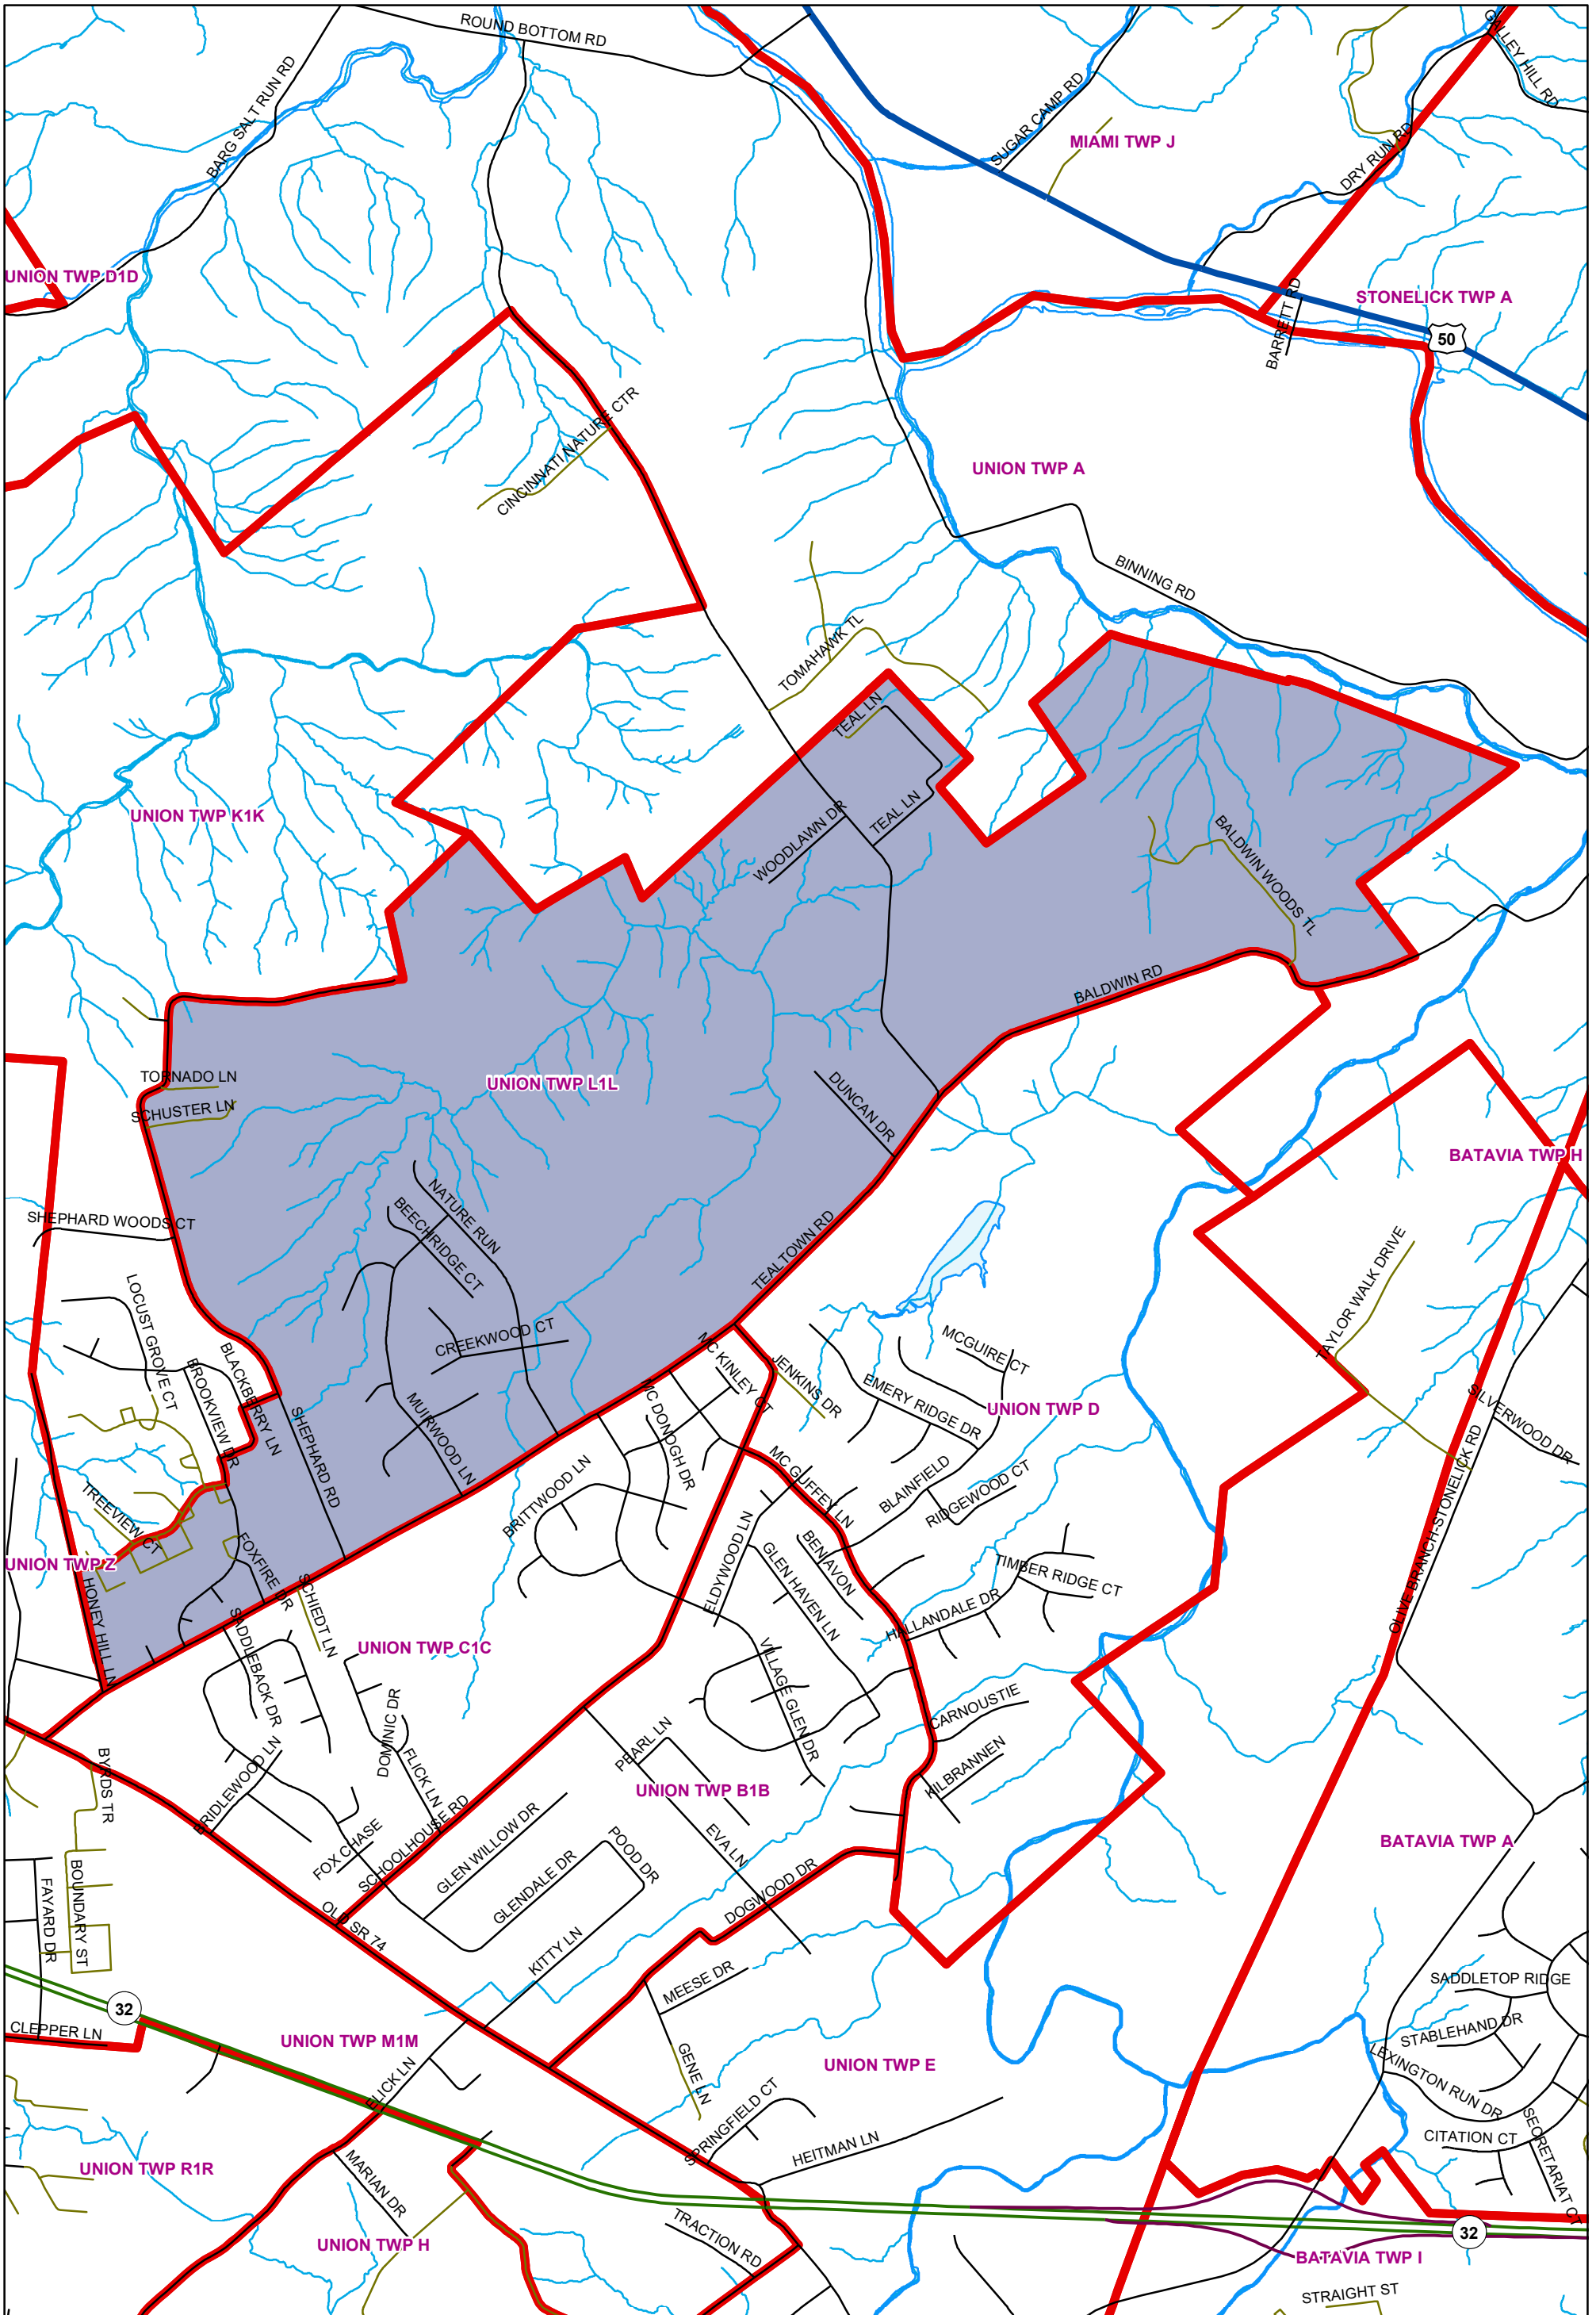 ROUND BOTTOM RD
GALLEY HILL RD
BARG SALT RUN RD
SUGAR CAMP RD
MIAMI TWP J
DRY RUN RD
UNION TWP D1D
STONELICK TWP A
BARRETT RD
50
CINCINNATI NATURE CTR
UNION TWP A
BINNING RD
TOMAHAWK TL
TEAL LN
UNION TWP K1K
WOODLAWN DR
TEAL LN
BALDWIN WOODS TL
BALDWIN RD
TORNADO LN
UNION TWP L1L
SCHUSTER LN
DUNCAN DR
BATAVIA TWP H
SHEPHARD WOODS CT
NATURE RUN
BEECHRIDGE CT
TEALTOWN RD
TAYLOR WALK DRIVE
LOCUST GROVE CT
CREEKWOOD CT
MC KINLEY CT
MCGUIRE CT
BLACKBERRY LN
BROOKVIEW DR
JENKINS DR
EMERY RIDGE DR
UNION TWP D
SILVERWOOD DR
SHEPHARD RD
MUIRWOOD LN
MC DONOGH DR
MC GUFFEY LN
BLAINFIELD
RIDGEWOOD CT
BRITTWOOD LN
TREEVIEW CT
UNION TWP Z
FOXFIRE DR
ELDYWOOD LN
BENIAVON
GLEN HAVEN LN
TIMBER RIDGE CT
OLIVE BRANCH-STONELICK RD
HONEY HILL LN
SCHIEDT LN
SADDLEBACK DR
HALLANDALE DR
UNION TWP C1C
VILLAGE GLEN DR
DOMINIC DR
CARNOUSTIE
PEARL LN
BYRDS TR
BRIDLEWOOD LN
FLICK LN
KILBRANNEN
UNION TWP B1B
SCHOOLHOUSE RD
FOX CHASE
GLEN WILLOW DR
POOD DR
EVA LN
BATAVIA TWP A
FAYARD DR
BOUNDARY ST
GLENDALE DR
DOGWOOD DR
OLD SR 74
KITTY LN
MEESE DR
SADDLETOP RIDGE
32
CLEPPER LN
UNION TWP M1M
STABLEHAND DR
UNION TWP E
GENE LN
LEXINGTON RUN DR
FLICK LN
SPRINGFIELD CT
HEITMAN LN
CITATION CT
SECRETARIAT CT
UNION TWP R1R
MARIAN DR
TRACTION RD
UNION TWP H
32
BATAVIA TWP I
STRAIGHT ST